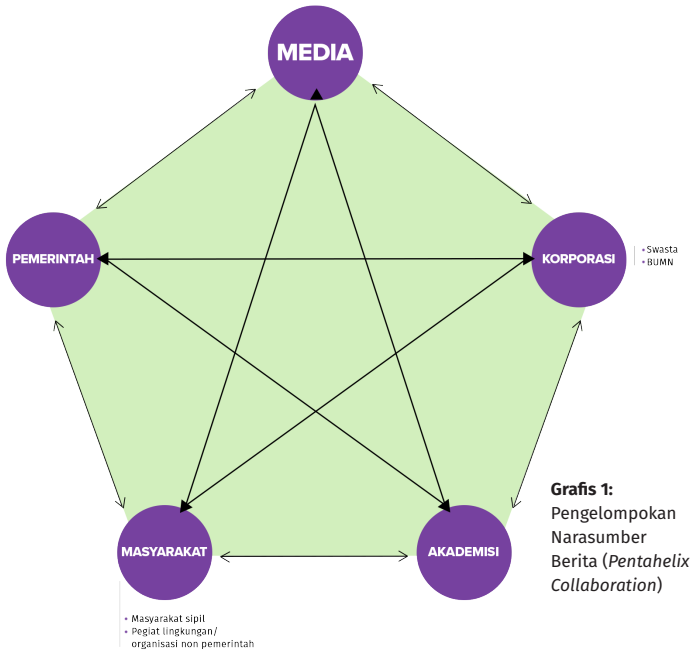 MEDIA
PEMERINTAH
KORPORASI
• Swasta
• BUMN
MASYARAKAT
AKADEMISI
• Masyarakat sipil
• Pegiat lingkungan/
organisasi non pemerintah
Grafis 1:
Pengelompokan
Narasumber
Berita (Pentahelix
Collaboration)